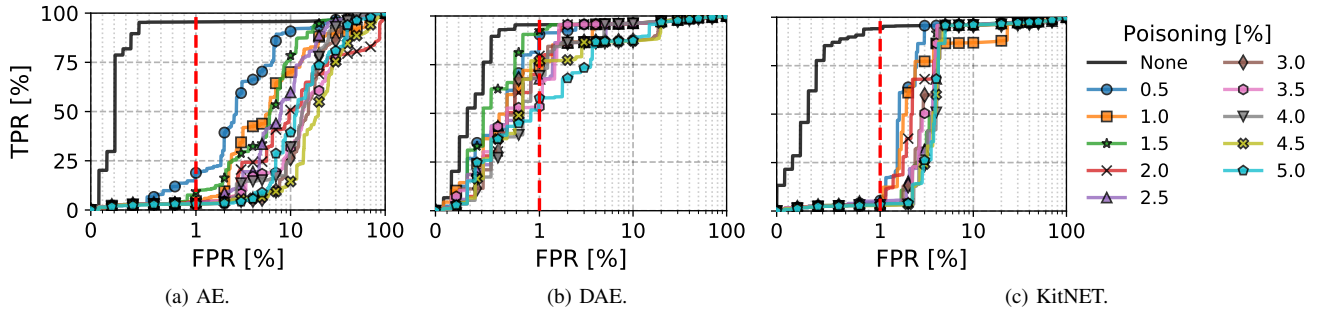 100
75
50
25
0
TPR [%]
0 1 10 100
FPR [%]
(a) AE.
0 1 10 100
FPR [%]
(b) DAE.
0 1 10 100
FPR [%]
(c) KitNET.
Poisoning [%]
None
0.5
1.0
1.5
2.0
2.5
3.0
3.5
4.0
4.5
5.0